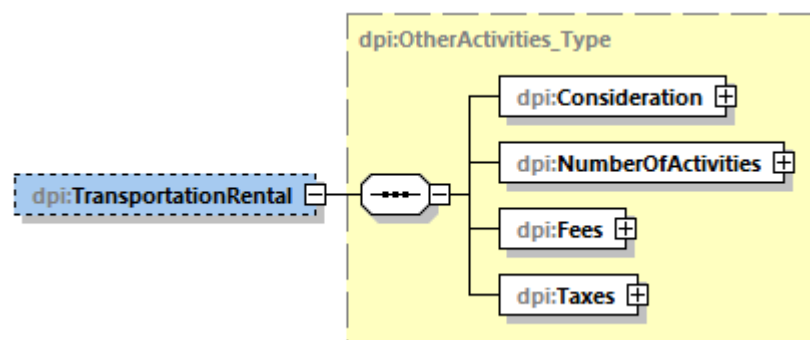 dpi:OtherActivities_Type
dpi:Consideration
dpi:NumberOfActivities
dpi:TransportationRental
dpi:Fees
dpi:Taxes